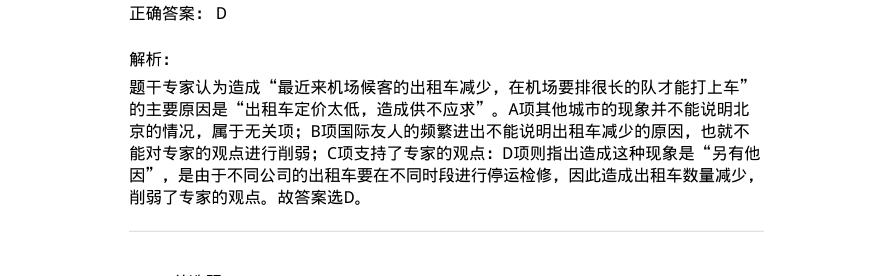 正确答案： D
解析：
题干专家认为造成“最近来机场候客的出租车减少，在机场要排很长的队才能打上车”
的主要原因是“出租车定价太低，造成供不应求”。A项其他城市的现象并不能说明北
京的情况，属于无关项；B项国际友人的频繁进出不能说明出租车减少的原因，也就不
能对专家的观点进行削弱；C项支持了专家的观点：D项则指出造成这种现象是“另有他
因”，是由于不同公司的出租车要在不同时段进行停运检修，因此造成出租车数量减少，
削弱了专家的观点。故答案选D。